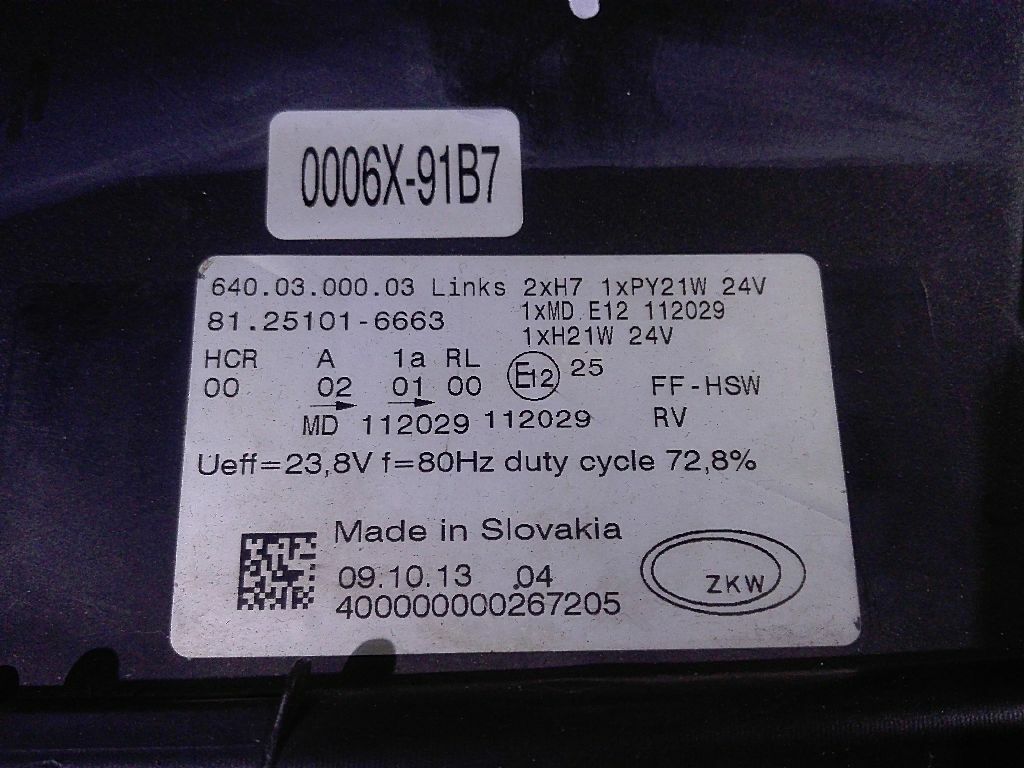 0006X-91B7
640.03.000.03 Links 2xH7 1xPY21W 24V
81.25101-6663 1xMD E12 112029
1xH21W 24V
HCR A 1a RL E12 25
00 02 01 00 FF-HSW
MD 112029 112029 RV
Ueff=23,8V f=80Hz duty cycle 72,8%
Made in Slovakia
09.10.13 04
400000000267205
ZKW